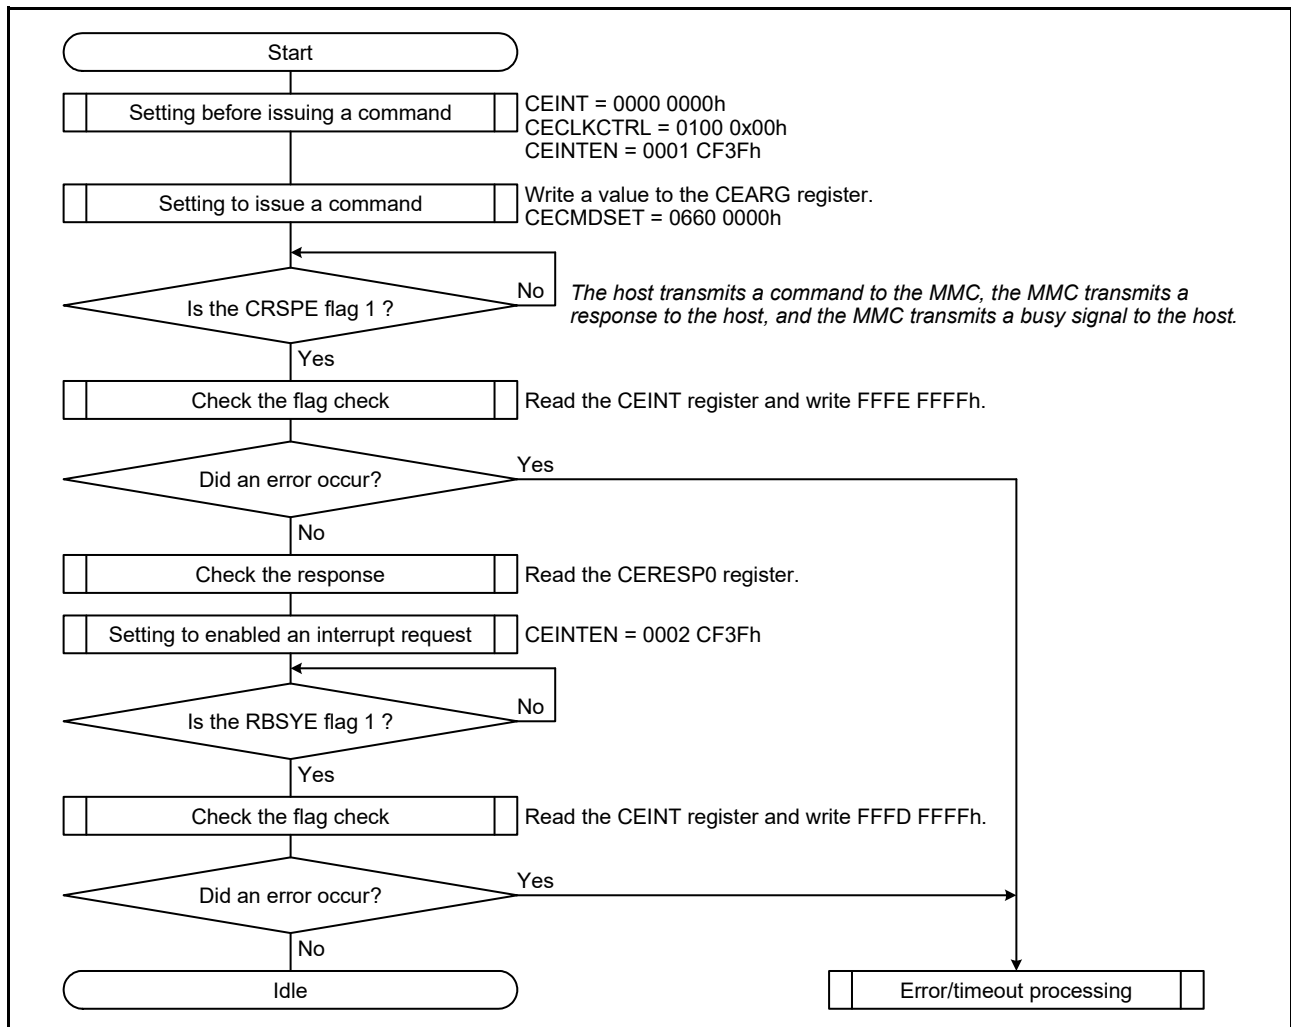 Start
Setting before issuing a command
CEINT = 0000 0000h
CECLKCTRL = 0100 0x00h
CEINTEN = 0001 CF3Fh
Setting to issue a command
Write a value to the CEARG register.
CECMDSET = 0660 0000h
Is the CRSPE flag 1 ?
No
The host transmits a command to the MMC, the MMC transmits a
response to the host, and the MMC transmits a busy signal to the host.
Yes
Check the flag check
Read the CEINT register and write FFFE FFFFh.
Did an error occur?
Yes
No
Check the response
Read the CERESP0 register.
Setting to enabled an interrupt request
CEINTEN = 0002 CF3Fh
Is the RBSYE flag 1 ?
No
Yes
Check the flag check
Read the CEINT register and write FFFD FFFFh.
Did an error occur?
Yes
No
Idle
Error/timeout processing